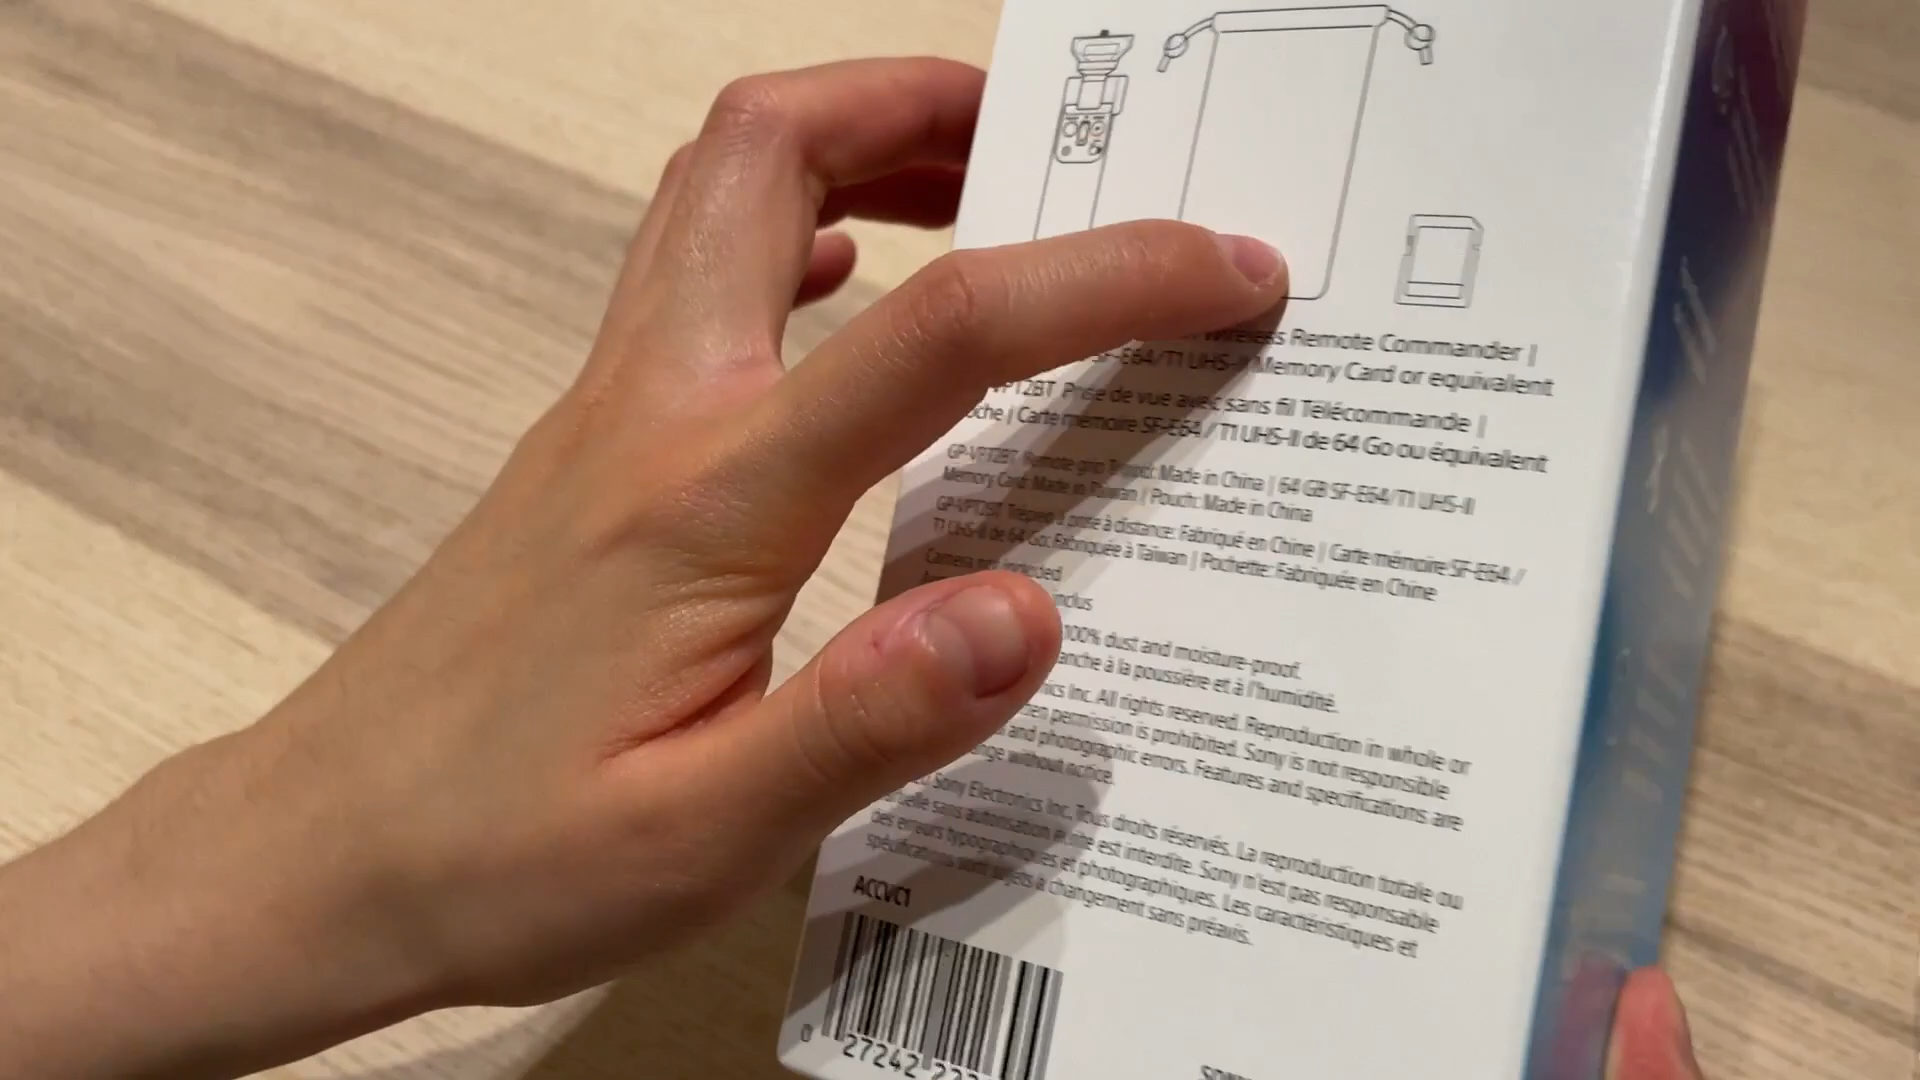 Wireless Remote Commander |
SF-E64/T1 UHS-II Memory Card or equivalent
VPT2BT Prise de vue avec sans fil Télécommande |
Carte mémoire SF-E64 / T1 UHS-II de 64 Go ou équivalent
GP-VPT2BT Remote grip Tripod: Made in China | 64 GB SF-E64/T1 UHS-II
Memory Card: Made in Taiwan | Pouch: Made in China
GP-VPT2BT Trépied à prise à distance: Fabriqué en Chine | Carte mémoire SF-E64 /
T1 UHS-II de 64 Go: Fabriquée à Taïwan | Pochette: Fabriquée en Chine
Camera not included
inclus
100% dust and moisture-proof.
à la poussière et à l'humidité.
Inc. All rights reserved. Reproduction in whole or
permission is prohibited. Sony is not responsible
and photographic errors. Features and specifications are
without notice.
Sony Electronics Inc. Tous droits réservés. La reproduction totale ou
sans autorisation écrite est interdite. Sony n'est pas responsable
des erreurs typographiques et photographiques. Les caractéristiques et
spécifications sont sujets à changement sans préavis.
ACCVC1
0 27242